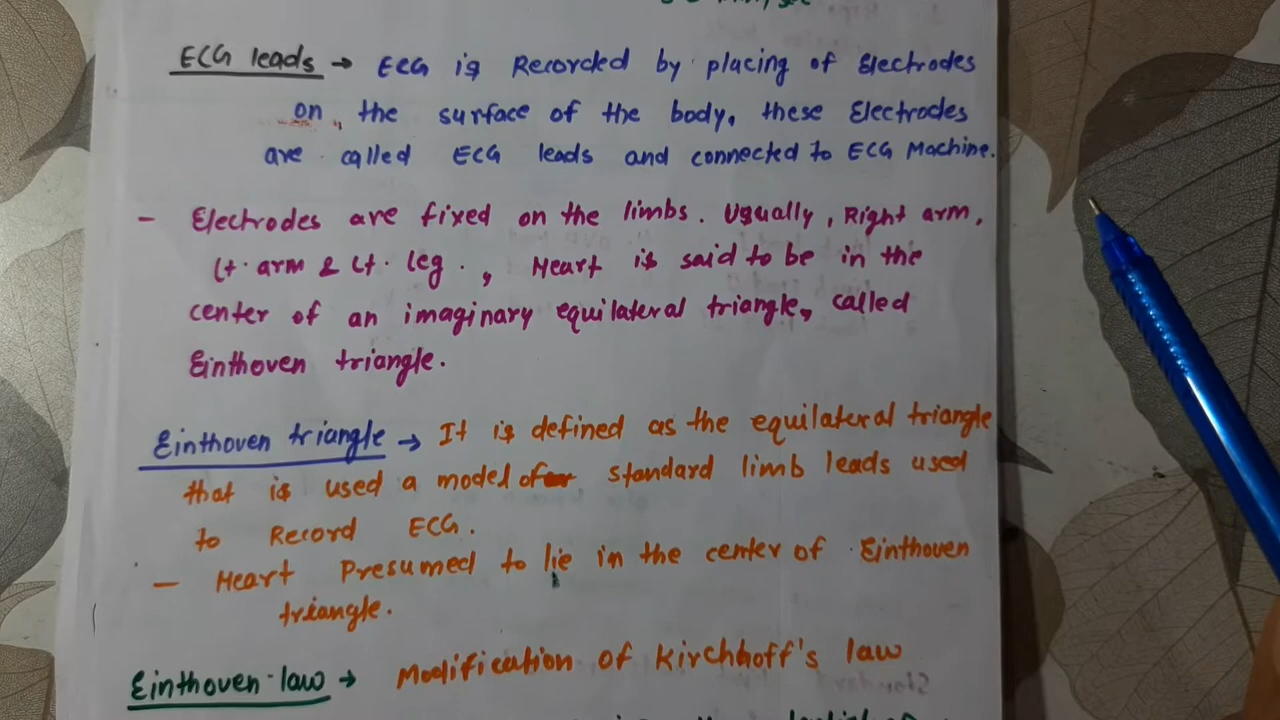 ECG leads → ECG is Recorded by placing of Electrodes
on, the surface of the body, these Electrodes
are called ECG leads and connected to ECG Machine.
- Electrodes are fixed on the limbs. Usually, Right arm,
Lt. arm & Lt. leg., Heart is said to be in the
center of an imaginary equilateral triangle, called
Einthoven triangle.
Einthoven triangle → It is defined as the equilateral triangle
that is used a model of standard limb leads used
to Record ECG.
- Heart Presumed to lie in the center of Einthoven
triangle.
Einthoven law → Modification of Kirchhoff's law